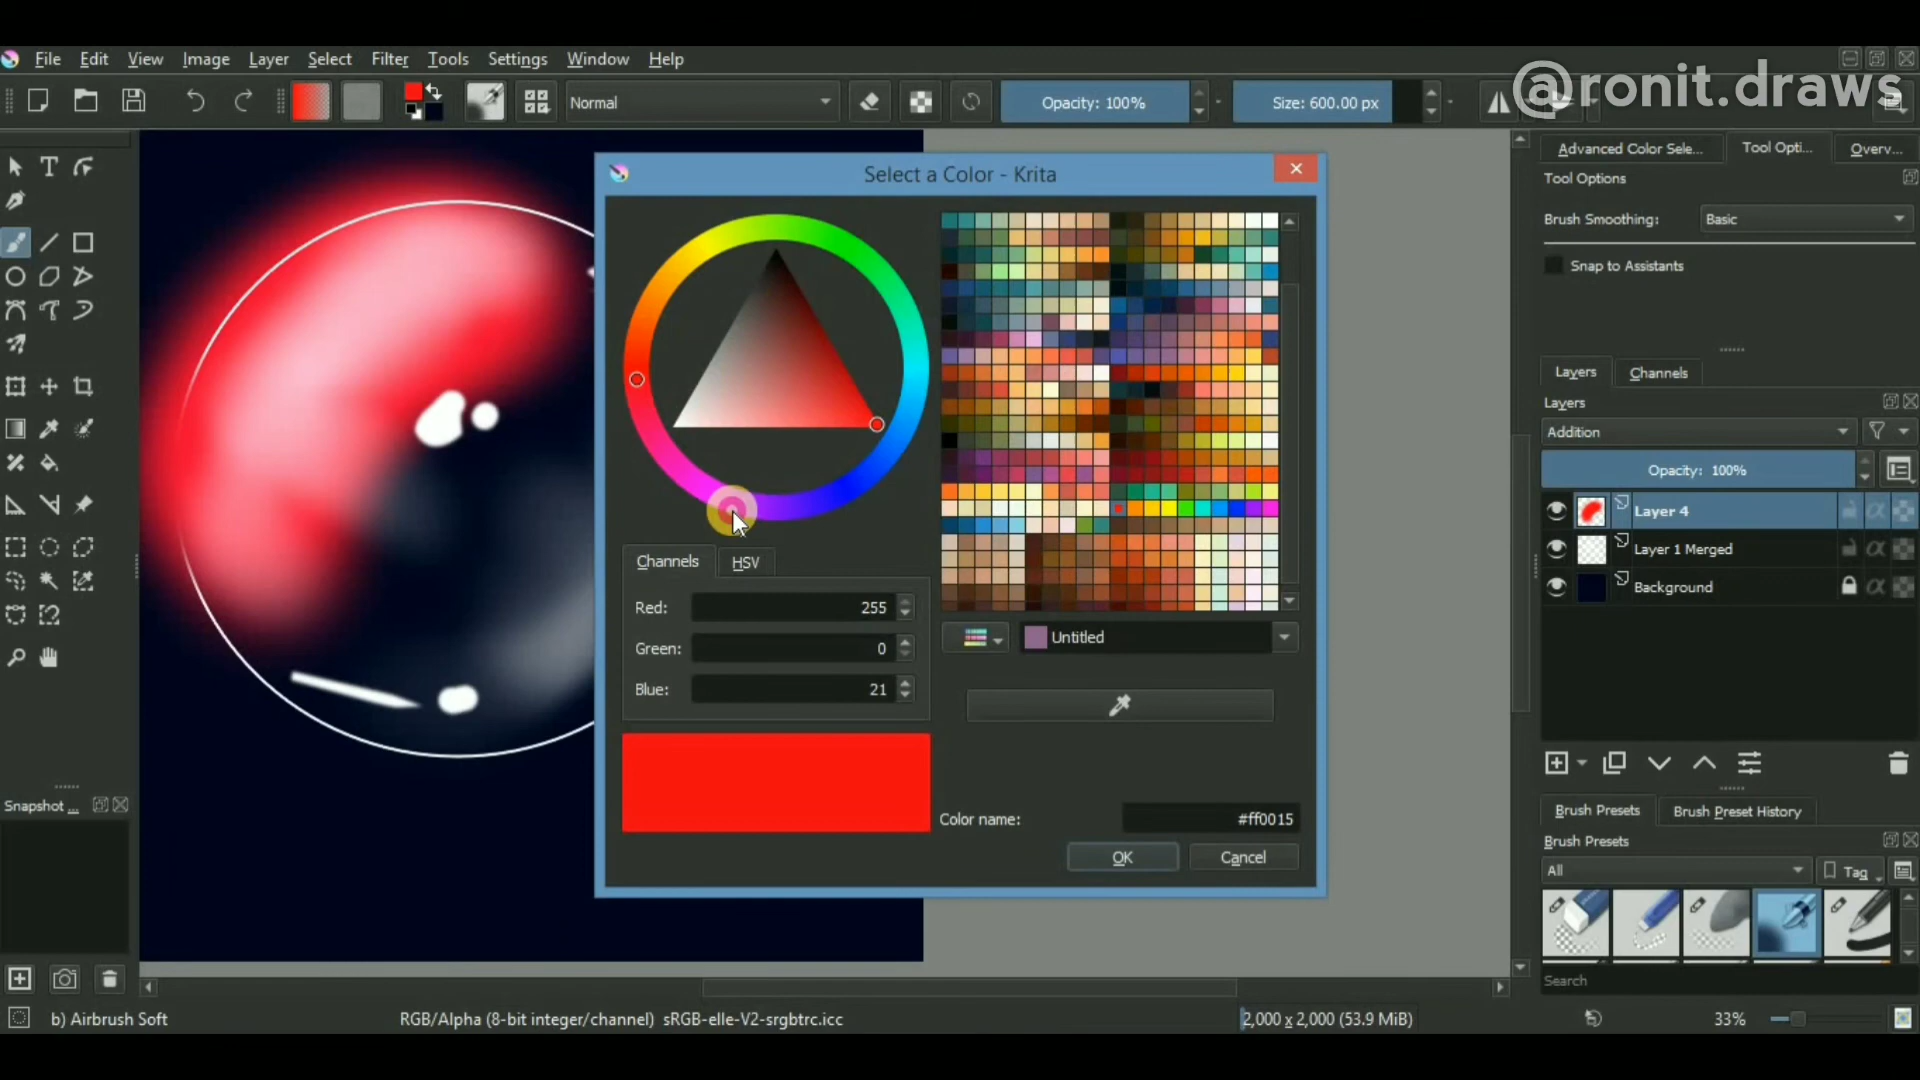 File Edit View Image Layer Select Filter Tools Settings Window Help
@ronit.draws
Normal
Opacity: 100%
Size: 600.00 px
Advanced Color Sele...
Tool Opti...
Overv...
Tool Options
Brush Smoothing:
Basic
Snap to Assistants
Select a Color - Krita
Channels
HSV
Red:
255
Green:
0
Blue:
21
Untitled
Color name:
#ff0015
OK
Cancel
Layers
Channels
Layers
Addition
Opacity: 100%
Layer 4
Layer 1 Merged
Background
Snapshot ...
Brush Presets
Brush Preset History
Brush Presets
All
Tag
Search
b) Airbrush Soft
RGB/Alpha (8-bit integer/channel) sRGB-elle-V2-srgbtrc.icc
2,000 x 2,000 (53.9 MiB)
33%